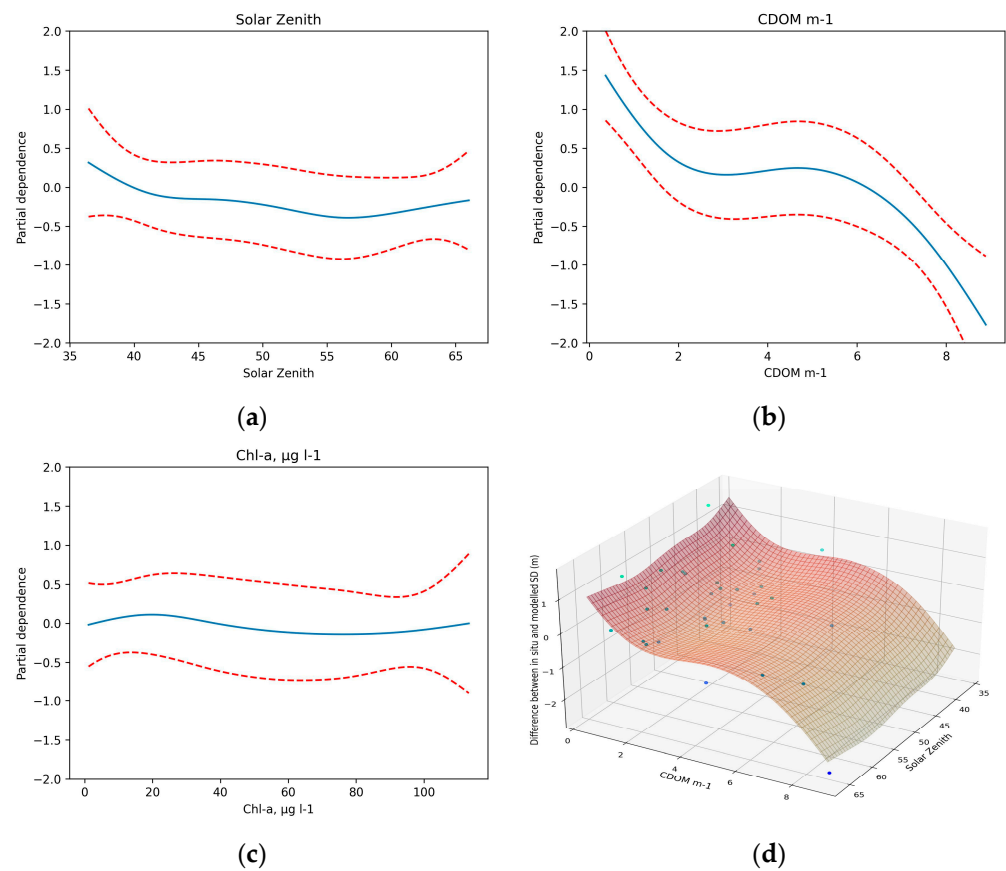 Solar Zenith
2.0
1.5
1.0
0.5
0.0
−0.5
−1.0
−1.5
−2.0
Partial dependence
35 40 45 50 55 60 65
Solar Zenith
(a)
CDOM m-1
2.0
1.5
1.0
0.5
0.0
−0.5
−1.0
−1.5
−2.0
Partial dependence
0 2 4 6 8
CDOM m-1
(b)
Chl-a, µg l-1
2.0
1.5
1.0
0.5
0.0
−0.5
−1.0
−1.5
−2.0
Partial dependence
0 20 40 60 80 100
Chl-a, µg l-1
(c)
Difference between in situ and modelled SD (m)
1
0
−1
−2
0 2 4 6 8
CDOM m-1
35
40
45
50
55
60
65
Solar Zenith
(d)